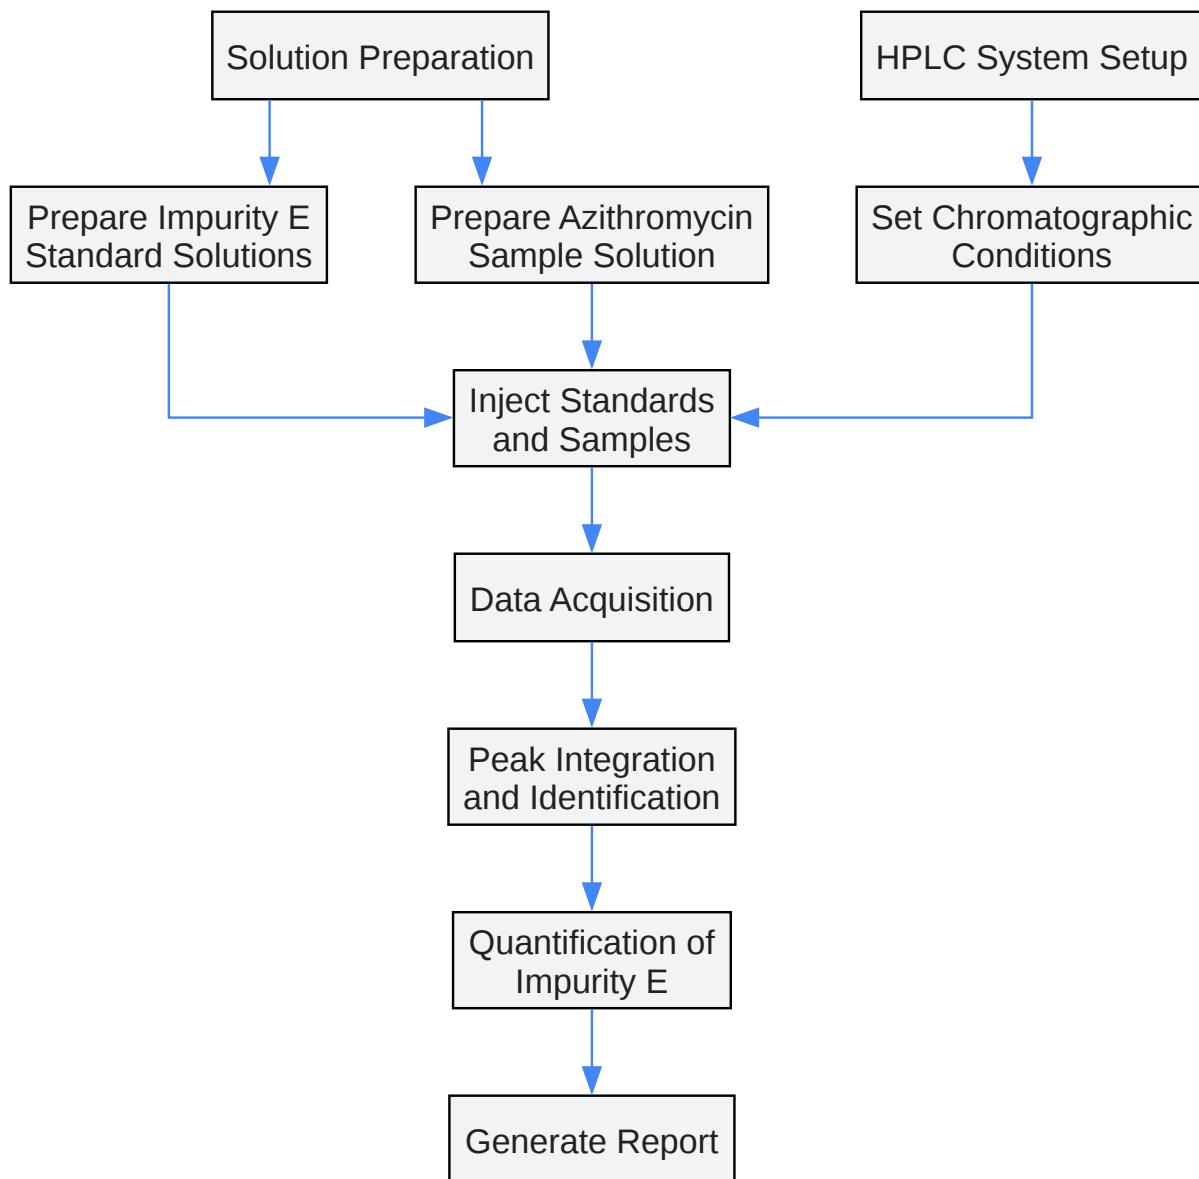 Solution Preparation
HPLC System Setup
Prepare Impurity E
Standard Solutions
Prepare Azithromycin
Sample Solution
Set Chromatographic
Conditions
Inject Standards
and Samples
Data Acquisition
Peak Integration
and Identification
Quantification of
Impurity E
Generate Report